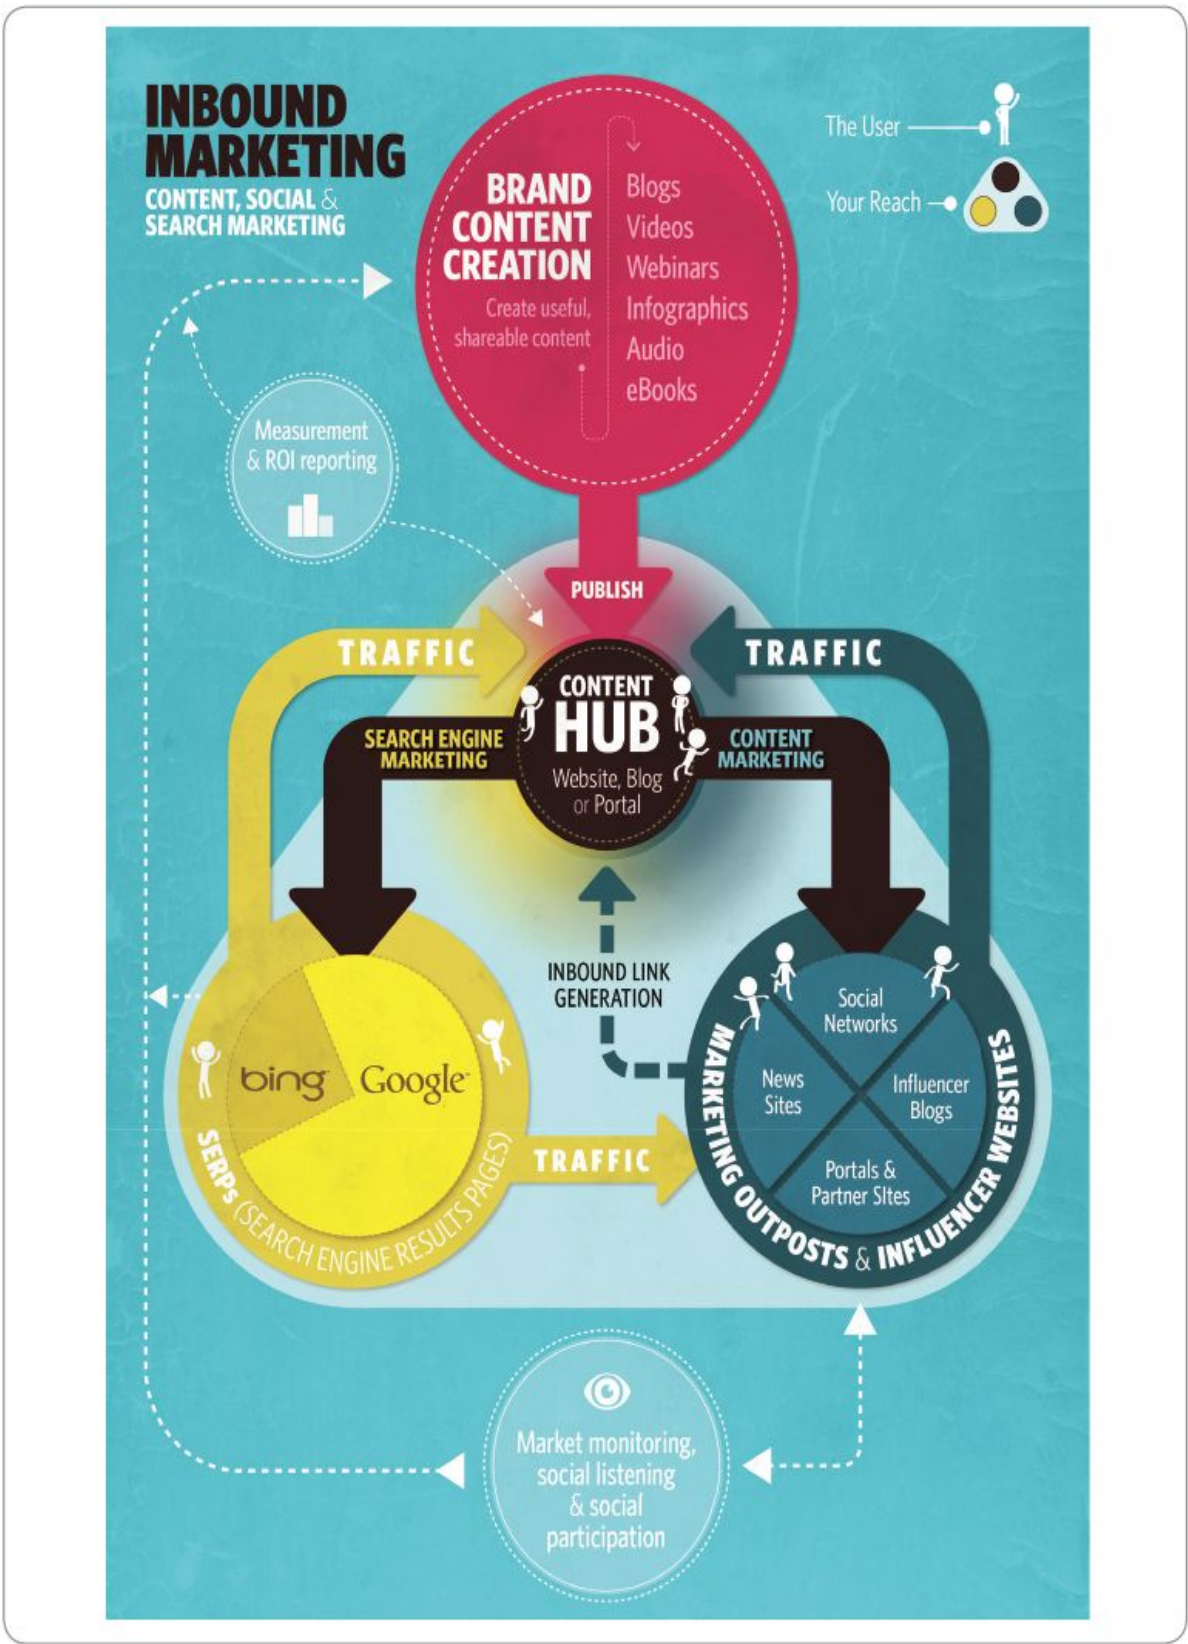 INBOUND
MARKETING
CONTENT, SOCIAL &
SEARCH MARKETING
The User
Your Reach
BRAND
CONTENT
CREATION
Create useful,
shareable content
Blogs
Videos
Webinars
Infographics
Audio
eBooks
Measurement
& ROI reporting
PUBLISH
TRAFFIC
TRAFFIC
CONTENT
HUB
Website, Blog
or Portal
SEARCH ENGINE
MARKETING
CONTENT
MARKETING
INBOUND LINK
GENERATION
bing
Google
SERPs (SEARCH ENGINE RESULTS PAGES)
TRAFFIC
Social
Networks
News
Sites
Influencer
Blogs
Portals &
Partner SItes
MARKETING OUTPOSTS & INFLUENCER WEBSITES
Market monitoring,
social listening
& social
participation